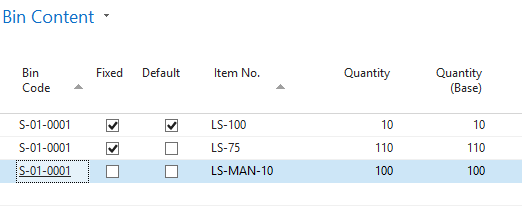 Bin Content
Bin Code Fixed Default Item No. Quantity Quantity (Base)
S-01-0001 LS-100 10 10
S-01-0001 LS-75 110 110
S-01-0001 LS-MAN-10 100 100